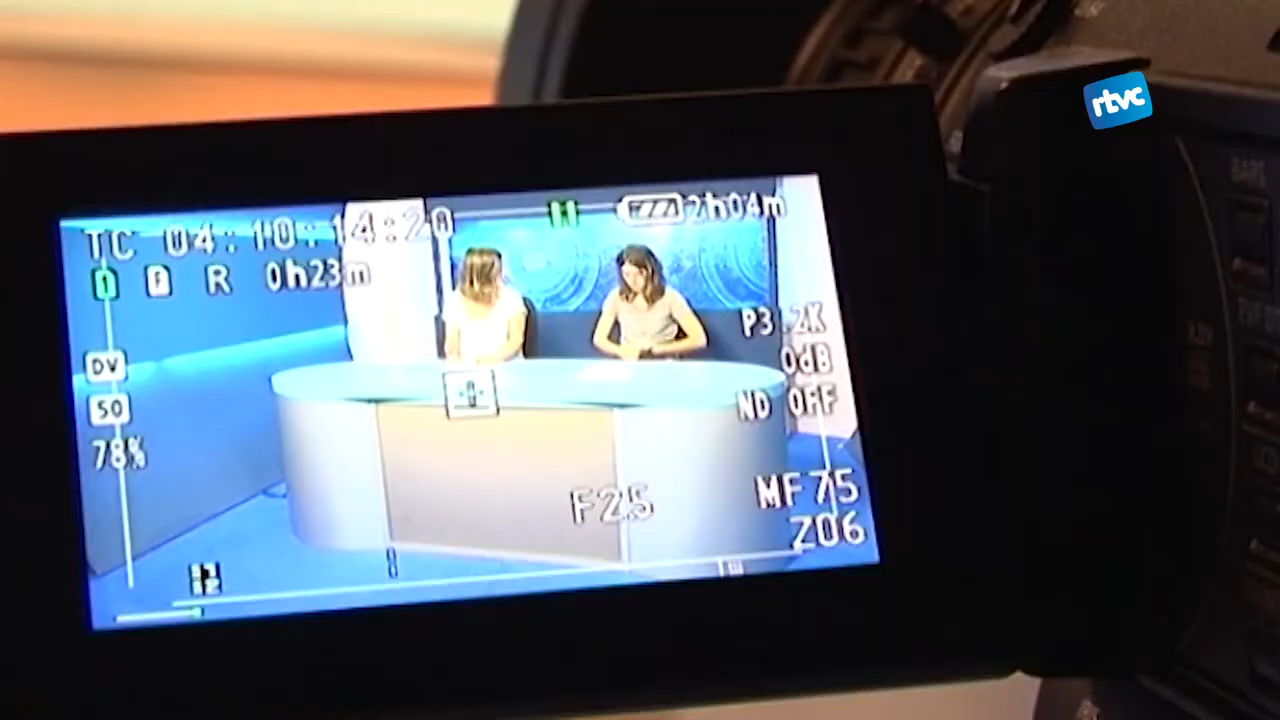 rtvc
TC 04:10:14:20
2h04m
1 P R 0h23m
P3.2K
DV
0dB
50
ND OFF
78%
F2.5
MF75
Z06